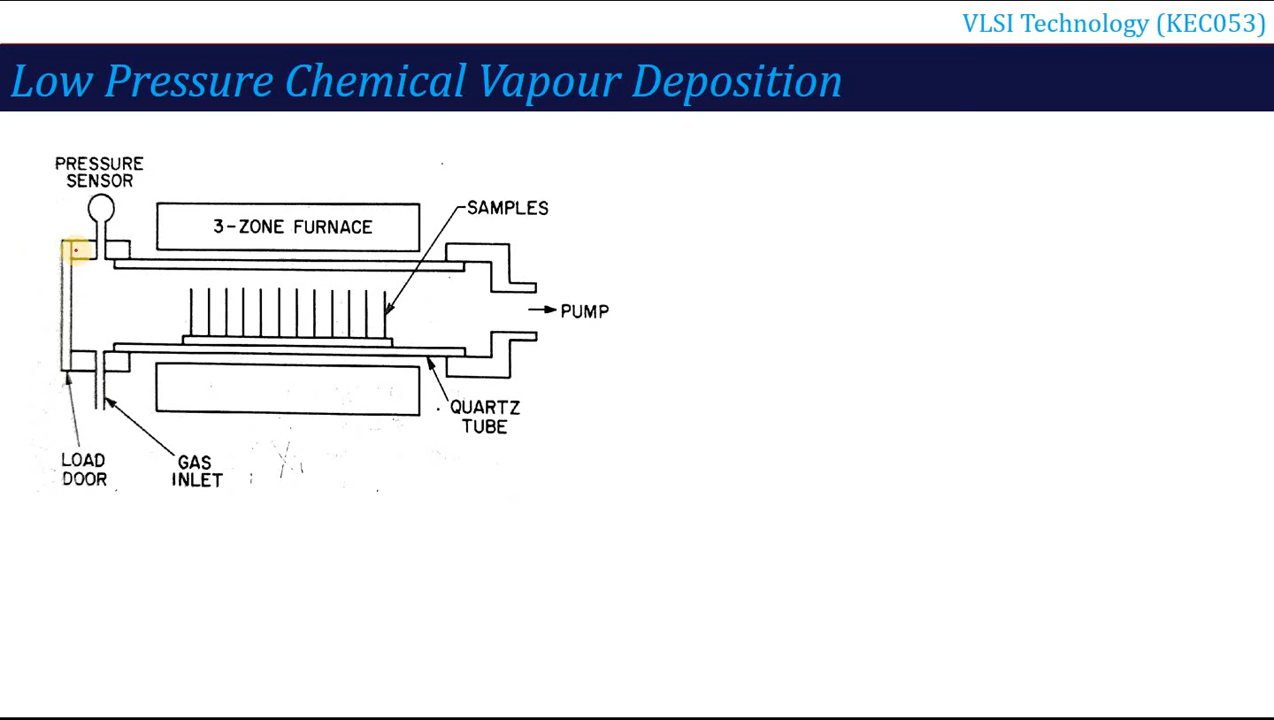 VLSI Technology (KEC053)
Low Pressure Chemical Vapour Deposition
PRESSURE
SENSOR
3-ZONE FURNACE
SAMPLES
PUMP
QUARTZ
TUBE
LOAD
DOOR
GAS
INLET